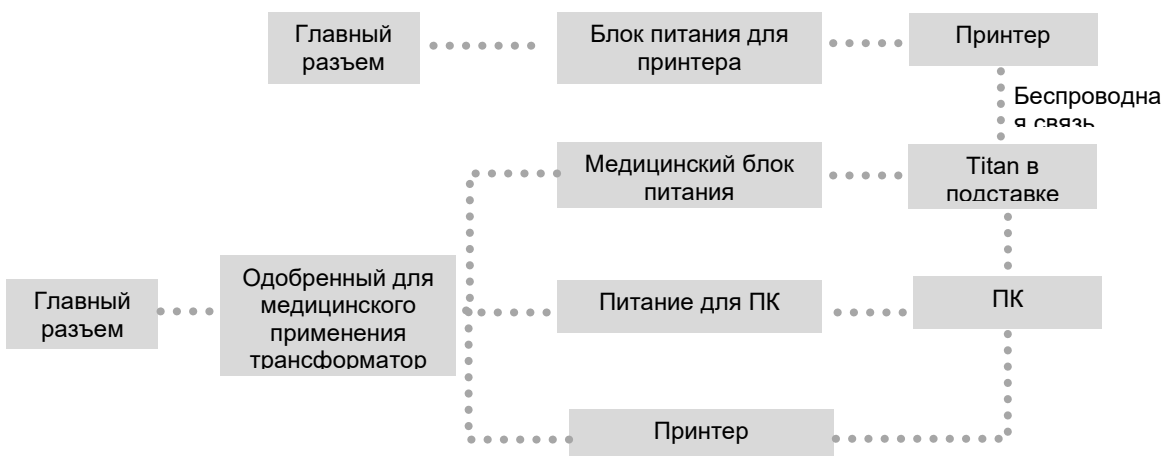 Главный
разъем
Блок питания для
принтера
Принтер
Беспроводна
я связь
Медицинский блок
питания
Titan в
подставке
Главный
разъем
Одобренный для
медицинского
применения
трансформатор
Питание для ПК
ПК
Принтер